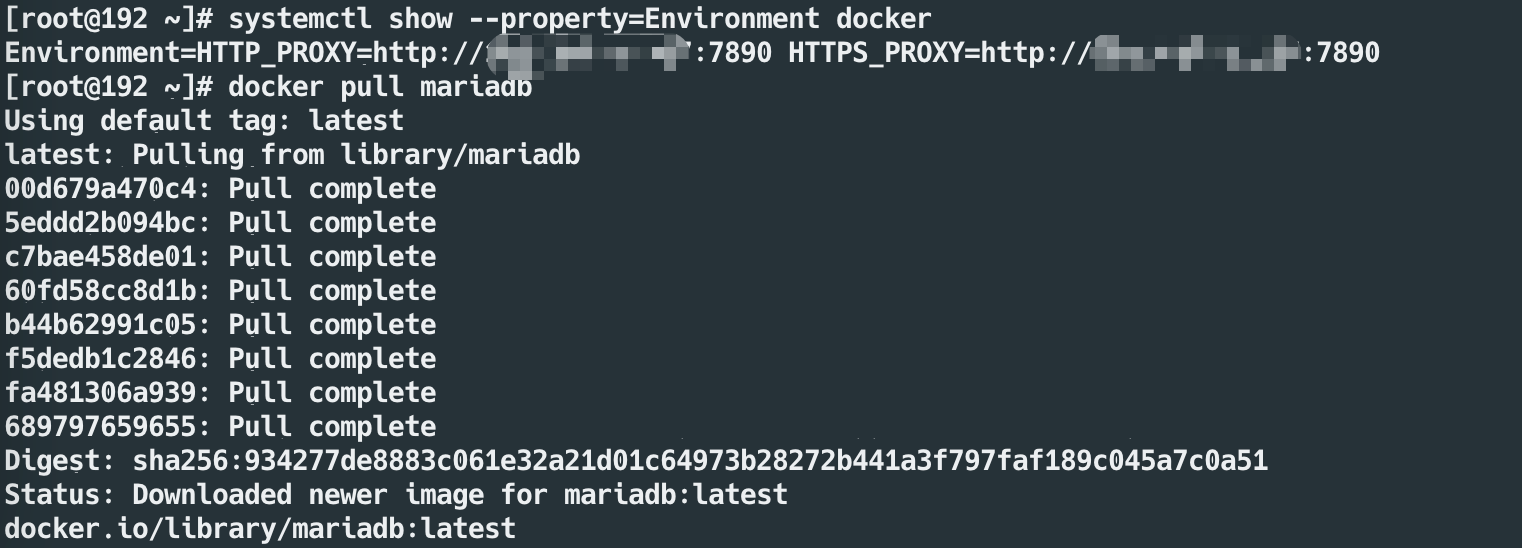 [root@192 ~]# systemctl show --property=Environment docker
Environment=HTTP_PROXY=http:// :7890 HTTPS_PROXY=http:// :7890
[root@192 ~]# docker pull mariadb
Using default tag: latest
latest: Pulling from library/mariadb
00d679a470c4: Pull complete
5eddd2b094bc: Pull complete
c7bae458de01: Pull complete
60fd58cc8d1b: Pull complete
b44b62991c05: Pull complete
f5dedb1c2846: Pull complete
fa481306a939: Pull complete
689797659655: Pull complete
Digest: sha256:934277de8883c061e32a21d01c64973b28272b441a3f797faf189c045a7c0a51
Status: Downloaded newer image for mariadb:latest
docker.io/library/mariadb:latest